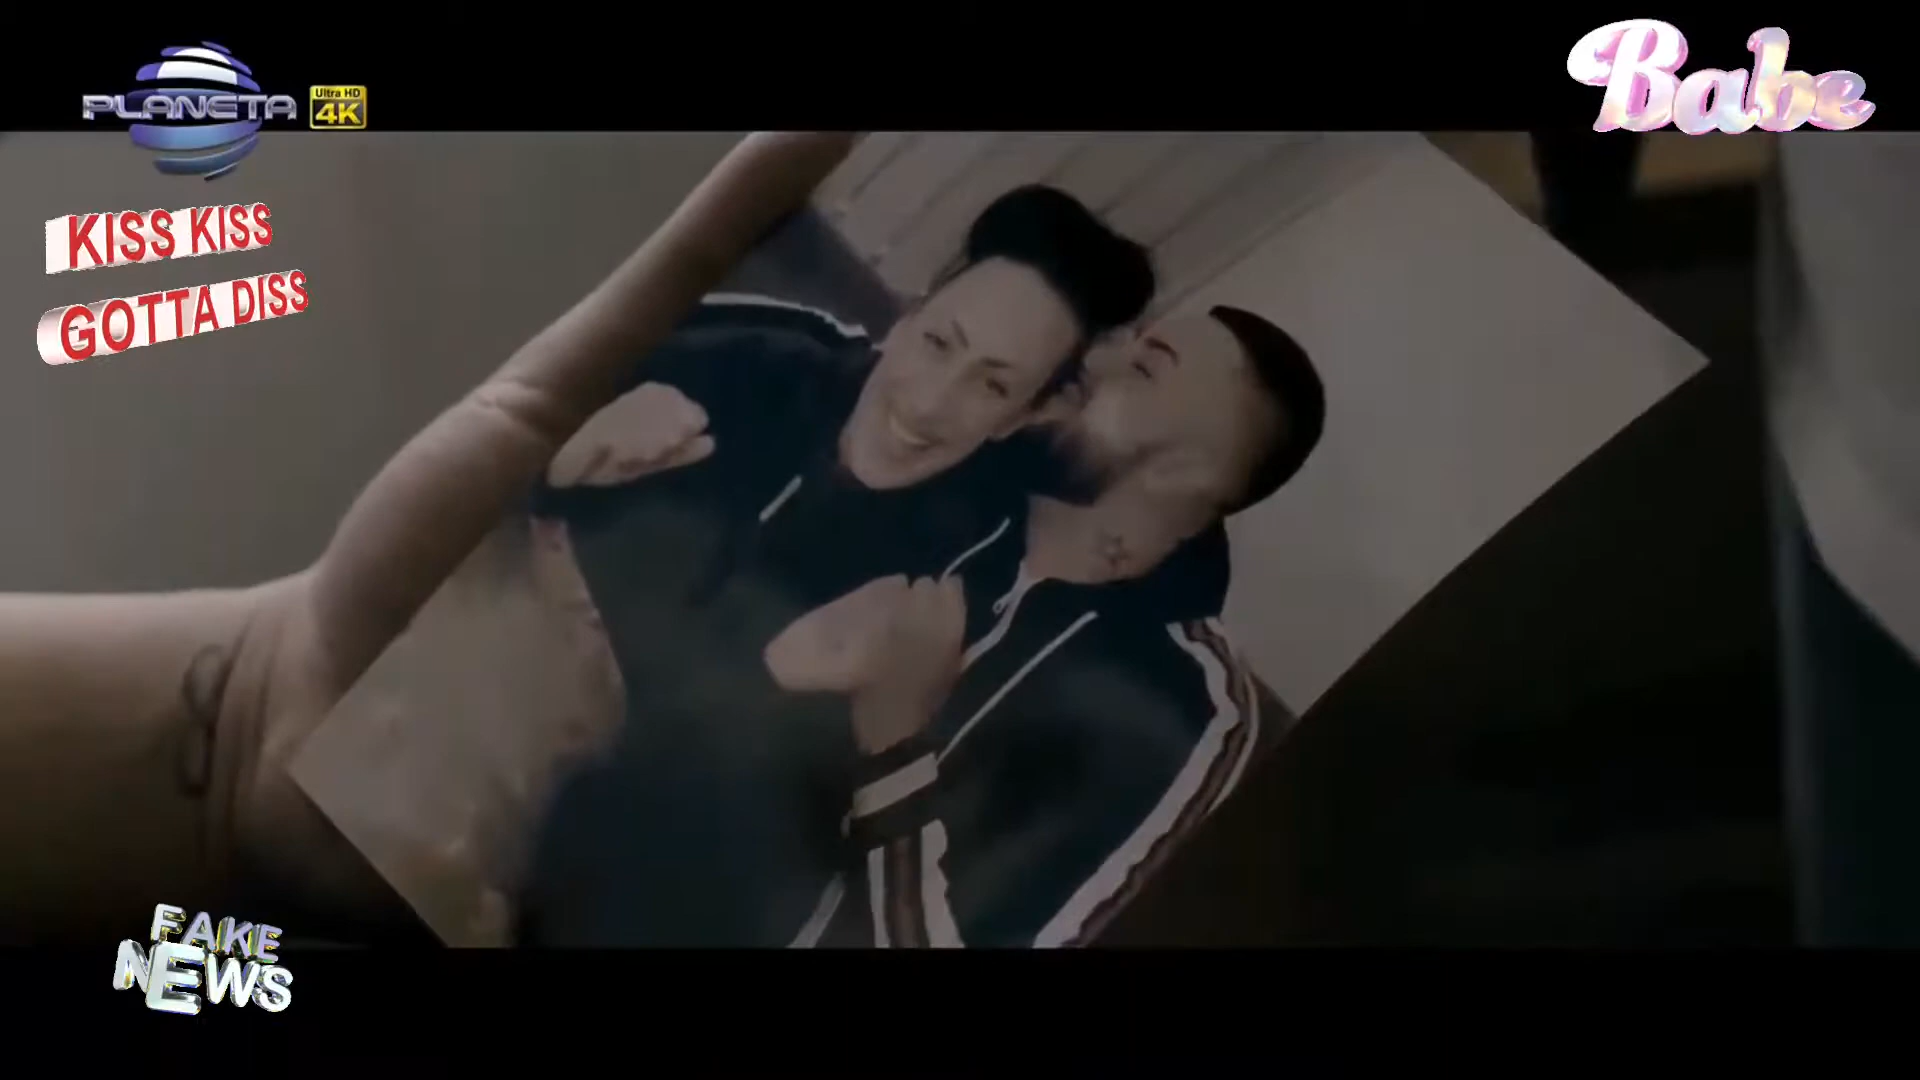 PLANETA
Ultra HD
4K
Babe
KISS KISS
GOTTA DISS
FAKE
NEWS